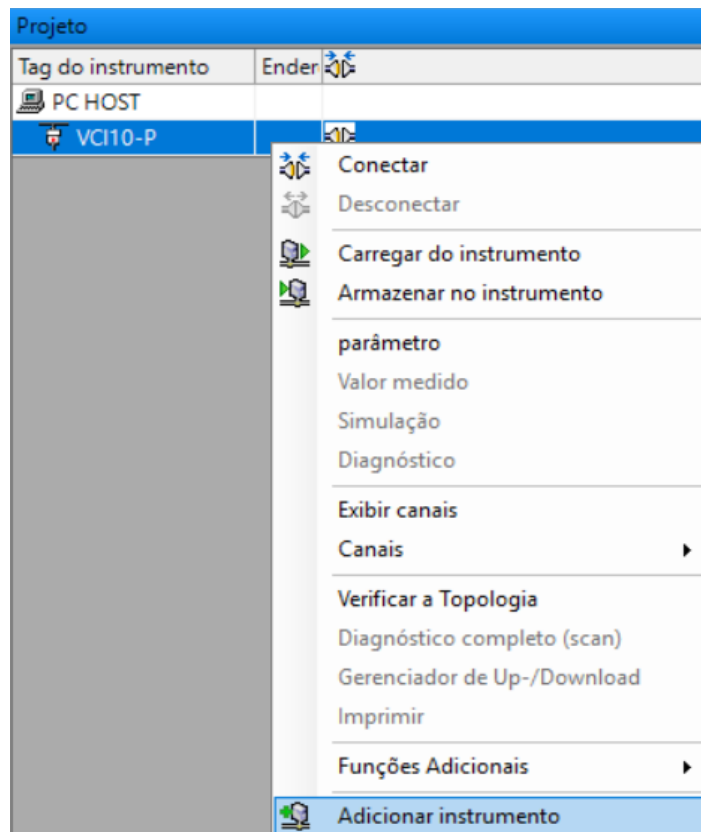 Projeto
Tag do instrumento Ender
PC HOST
VCI10-P
Conectar
Desconectar
Carregar do instrumento
Armazenar no instrumento
parâmetro
Valor medido
Simulação
Diagnóstico
Exibir canais
Canais
Verificar a Topologia
Diagnóstico completo (scan)
Gerenciador de Up-/Download
Imprimir
Funções Adicionais
Adicionar instrumento